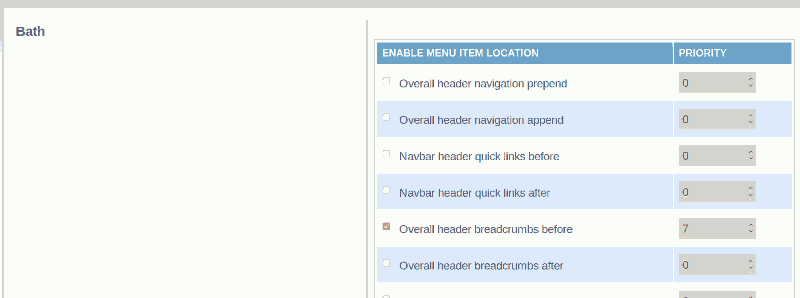 Bath
ENABLE MENU ITEM LOCATION PRIORITY
Overall header navigation prepend 0
Overall header navigation append 0
Navbar header quick links before 0
Navbar header quick links after 0
Overall header breadcrumbs before 7
Overall header breadcrumbs after 0